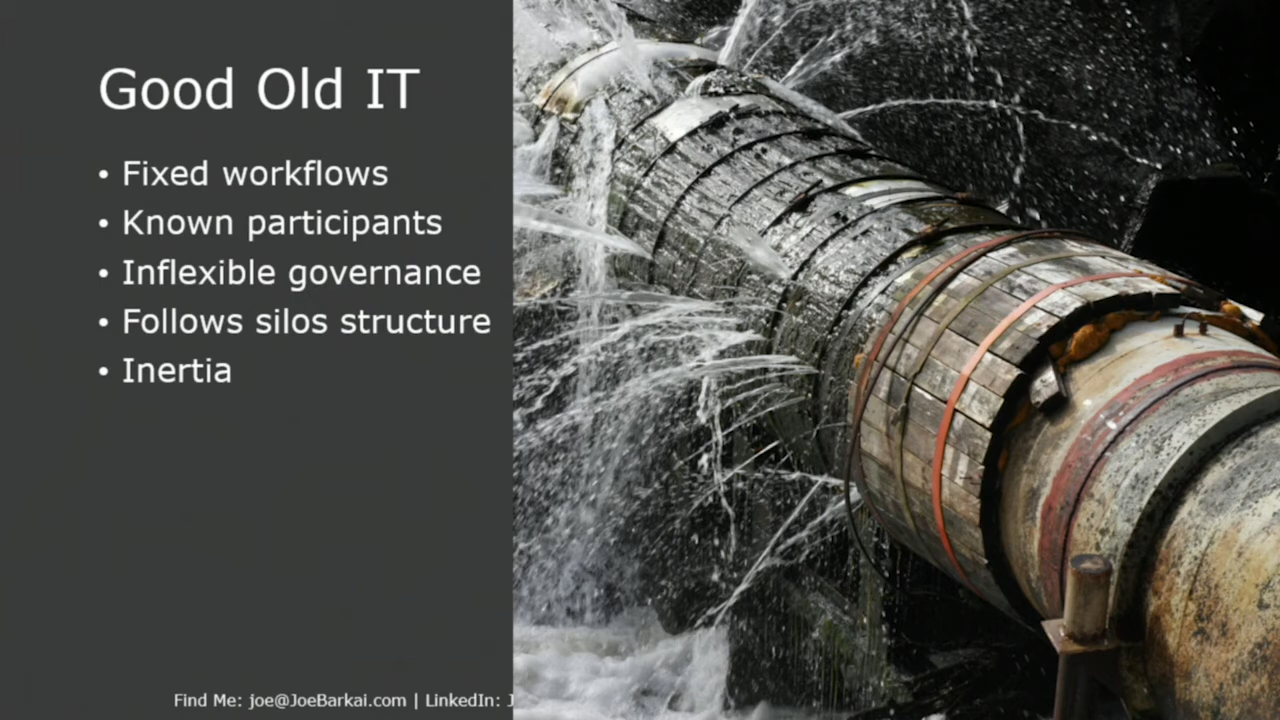 Good Old IT
• Fixed workflows
• Known participants
• Inflexible governance
• Follows silos structure
• Inertia
Find Me: joe@JoeBarkai.com | LinkedIn: J